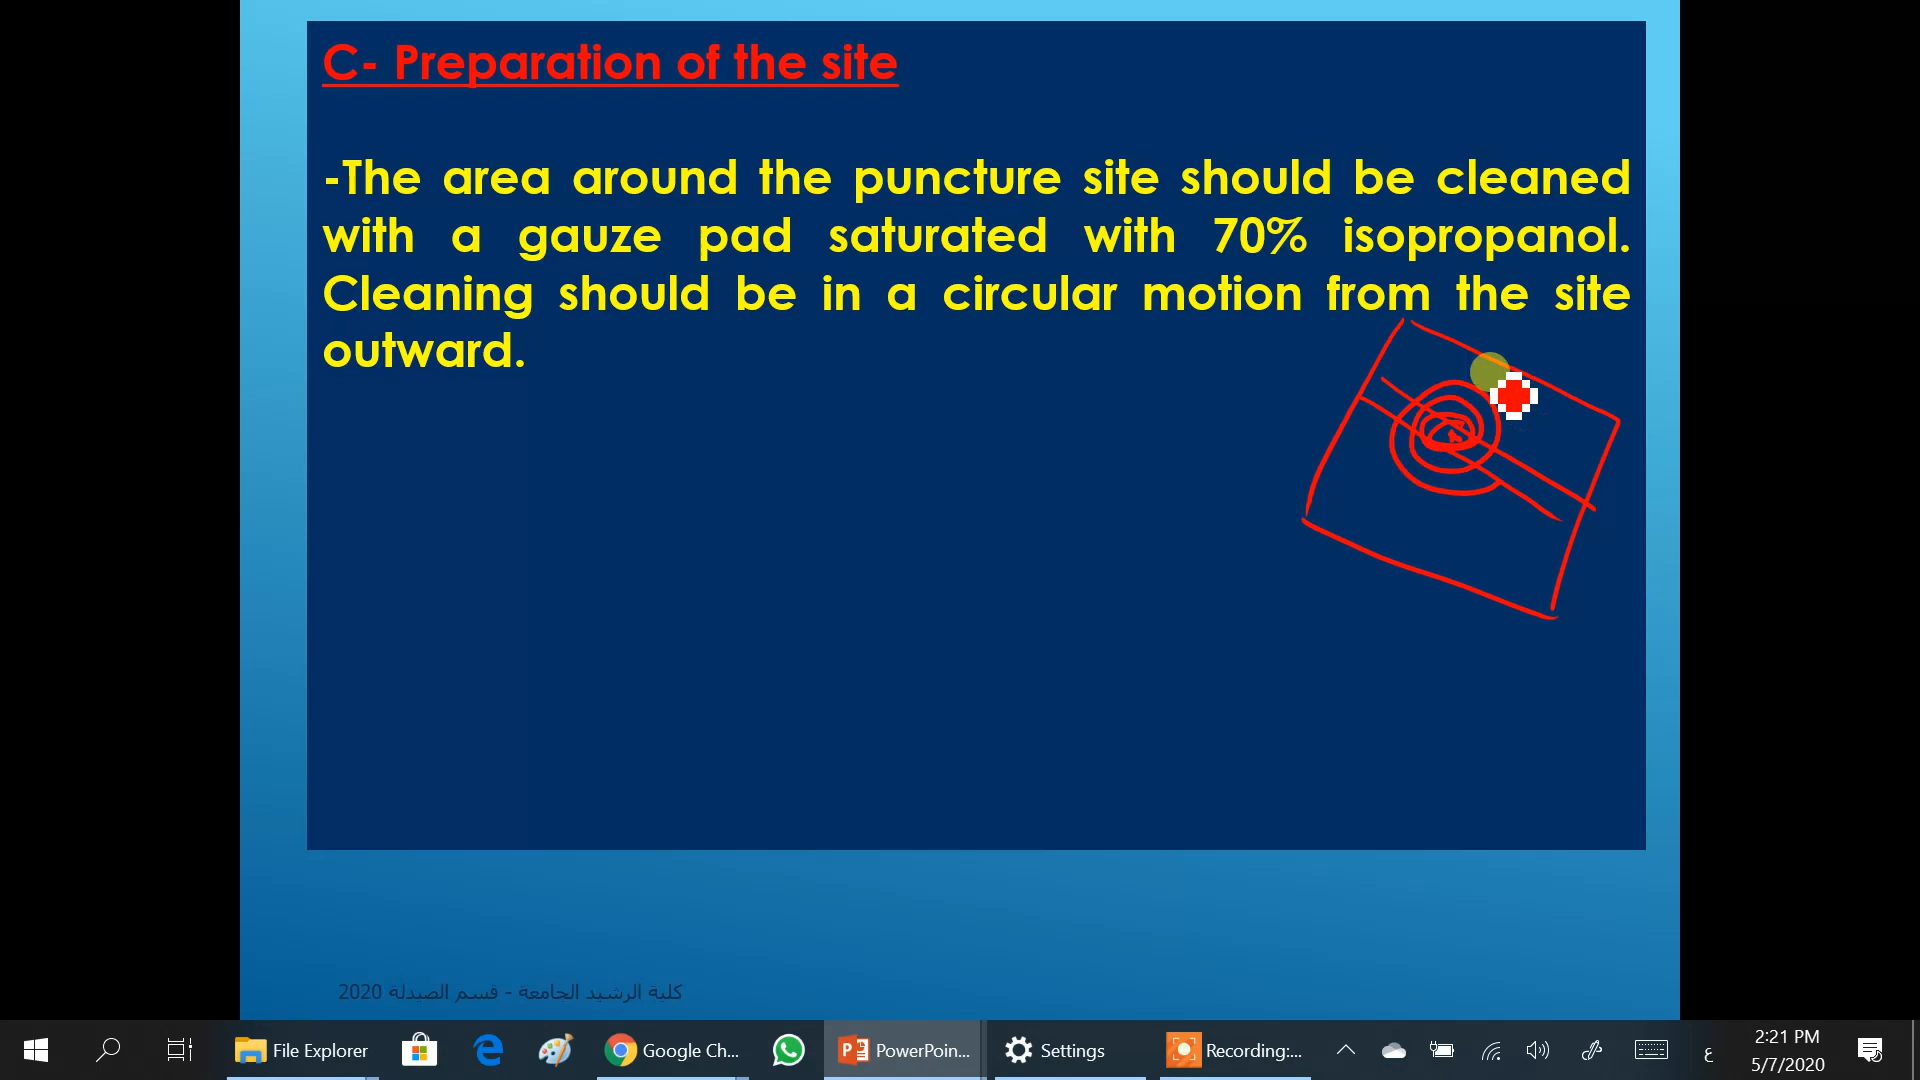 C- Preparation of the site
-The area around the puncture site should be cleaned
with a gauze pad saturated with 70% isopropanol.
Cleaning should be in a circular motion from the site
outward.
كلية الرشيد الجامعة - قسم الصيدلة 2020
File Explorer
Google Ch...
PowerPoin...
Settings
Recording:...
ع
2:21 PM
5/7/2020